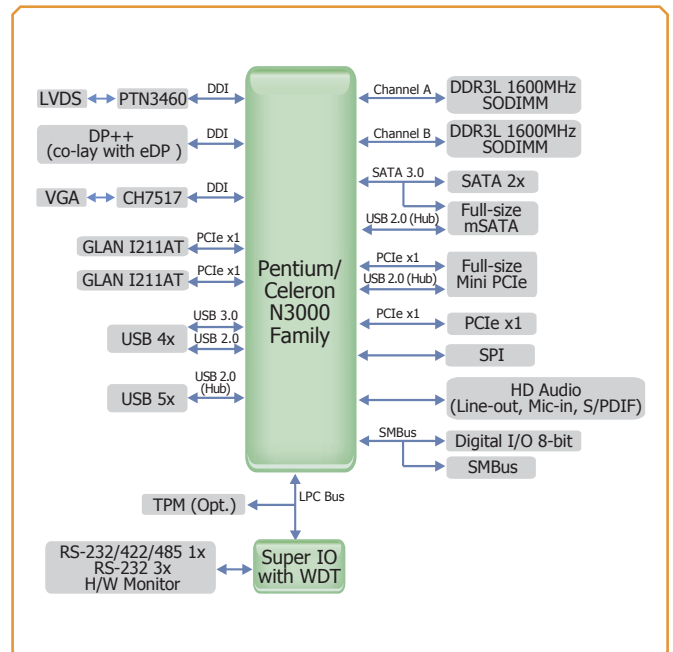 LVDS
PTN3460
DDI
DP++
(co-lay with eDP )
DDI
VGA
CH7517
DDI
GLAN I211AT
PCIe x1
GLAN I211AT
PCIe x1
USB 4x
USB 3.0
USB 2.0
USB 5x
USB 2.0
(Hub)
Pentium/
Celeron
N3000
Family
Channel A
DDR3L 1600MHz
SODIMM
Channel B
DDR3L 1600MHz
SODIMM
SATA 3.0
SATA 2x
USB 2.0 (Hub)
Full-size
mSATA
PCIe x1
USB 2.0 (Hub)
Full-size
Mini PCIe
PCIe x1
PCIe x1
SPI
HD Audio
(Line-out, Mic-in, S/PDIF)
SMBus
Digital I/O 8-bit
SMBus
TPM (Opt.)
LPC Bus
RS-232/422/485 1x
RS-232 3x
H/W Monitor
Super IO
with WDT